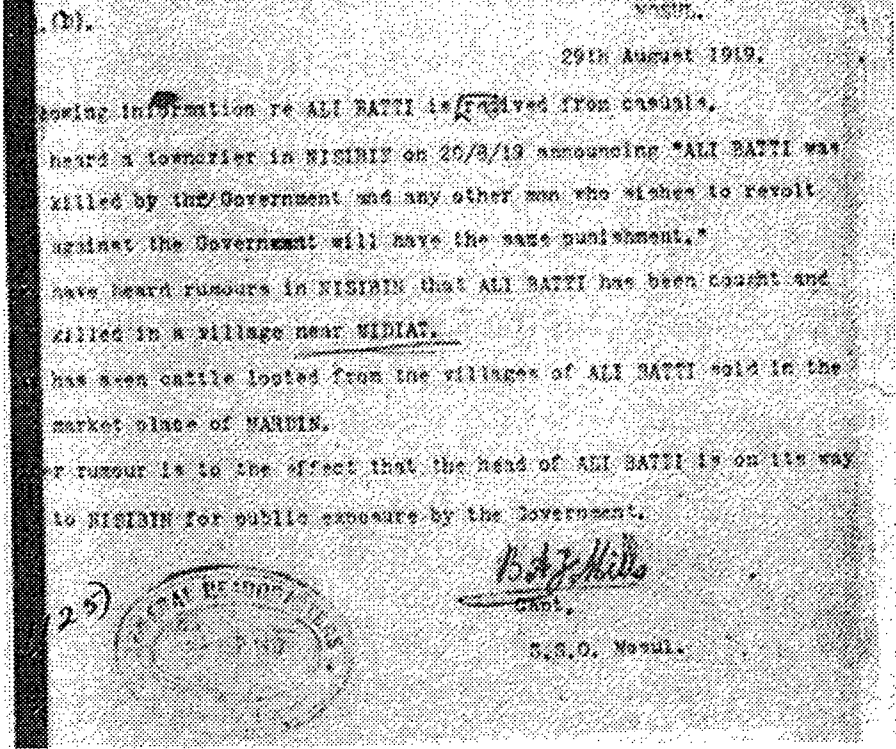 .(b).
MOSUL.
29th August 1919.
owing information re ALI BATTI is received from casuals.
heard a towncrier in NISIBIN on 20/8/19 announcing "ALI BATTI was
killed by the Government and any other man who wishes to revolt
against the Government will have the same punishment."
have heard rumours in NISIBIN that ALI BATTI has been cought and
killed in a village near MIDIAT.
has seen cattle looted from the villages of ALI BATTI sold in the
market place of MARDIN.
er rumour is to the effect that the head of ALI BATTI is on its way
to NISIBIN for public exposure by the Government.
B.A.J. Hills
Capt.
25)
S.S.O. Mosul.